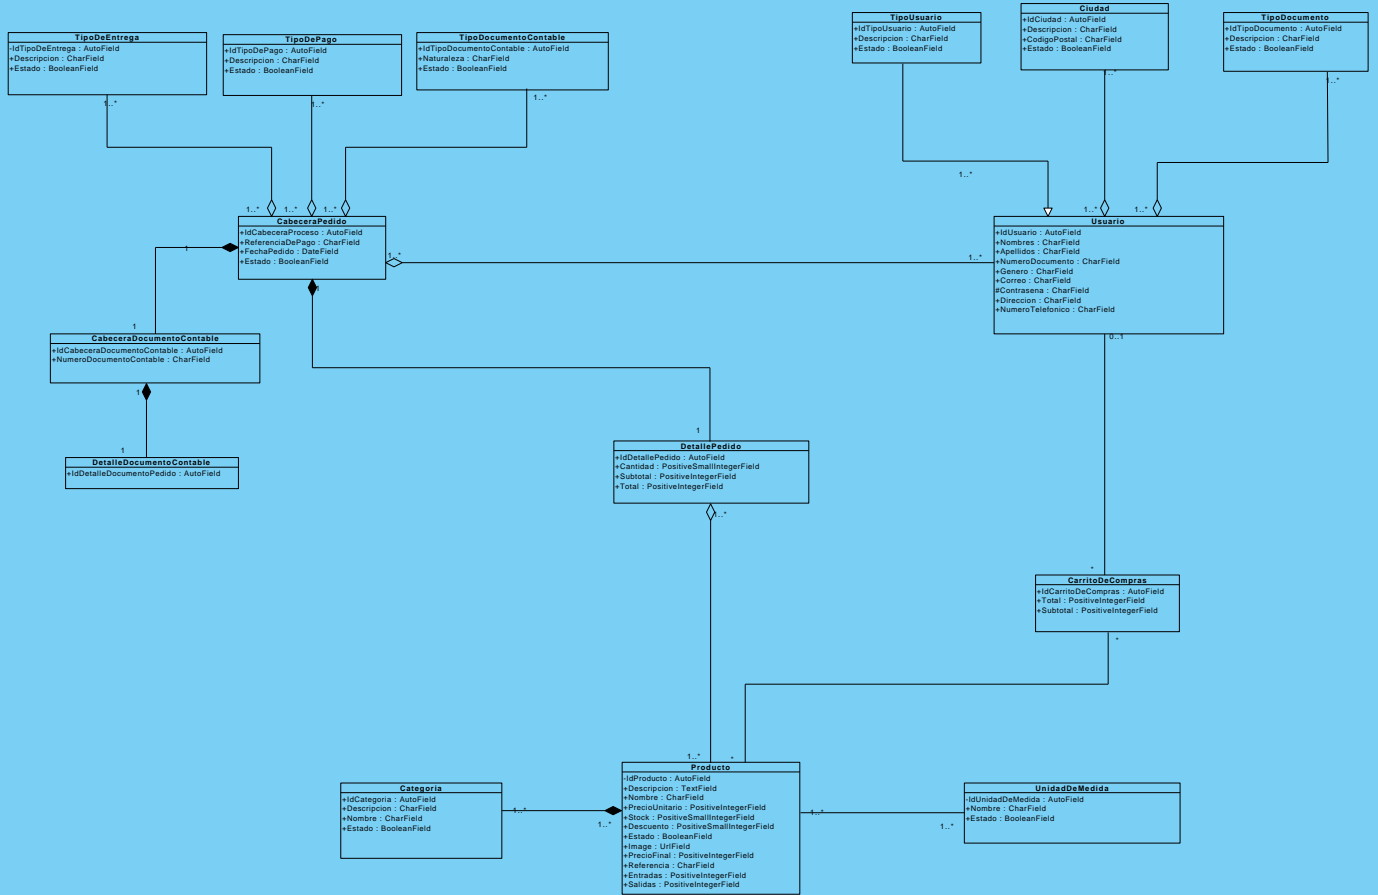 TipoDeEntrega
-IdTipoDeEntrega : AutoField
+Descripcion : CharField
+Estado : BooleanField
1..*
TipoDePago
+IdTipoDePago : AutoField
+Descripcion : CharField
+Estado : BooleanField
1..*
TipoDocumentoContable
+IdTipoDocumentoContable : AutoField
+Naturaleza : CharField
+Estado : BooleanField
1..*
TipoUsuario
+IdTipoUsuario : AutoField
+Descripcion : CharField
+Estado : BooleanField
1..*
Ciudad
+IdCiudad : AutoField
+Descripcion : CharField
+CodigoPostal : CharField
+Estado : BooleanField
1..*
TipoDocumento
+IdTipoDocumento : AutoField
+Descripcion : CharField
+Estado : BooleanField
1..*
1..*
1..*
1..*
1..*
1..*
CabeceraPedido
+IdCabeceraProceso : AutoField
+ReferenciaDePago : CharField
+FechaPedido : DateField
+Estado : BooleanField
1
1..*
1..*
1
Usuario
+IdUsuario : AutoField
+Nombres : CharField
+Apellidos : CharField
+NumeroDocumento : CharField
+Genero : CharField
+Correo : CharField
#Contrasena : CharField
+Direccion : CharField
+NumeroTelefonico : CharField
0..1
1
CabeceraDocumentoContable
+IdCabeceraDocumentoContable : AutoField
+NumeroDocumentoContable : CharField
1
1
DetalleDocumentoContable
+IdDetalleDocumentoPedido : AutoField
1
DetallePedido
+IdDetallePedido : AutoField
+Cantidad : PositiveSmallIntegerField
+Subtotal : PositiveIntegerField
+Total : PositiveIntegerField
1..*
*
CarritoDeCompras
+IdCarritoDeCompras : AutoField
+Total : PositiveIntegerField
+Subtotal : PositiveIntegerField
*
1..*
*
Categoria
+IdCategoria : AutoField
+Descripcion : CharField
+Nombre : CharField
+Estado : BooleanField
1..*
1..*
Producto
-IdProducto : AutoField
+Descripcion : TextField
+Nombre : CharField
+PrecioUnitario : PositiveIntegerField
+Stock : PositiveSmallIntegerField
+Descuento : PositiveSmallIntegerField
+Estado : BooleanField
+Image : UrlField
+PrecioFinal : PositiveIntegerField
+Referencia : CharField
+Entradas : PositiveIntegerField
+Salidas : PositiveIntegerField
1..*
1..*
UnidadDeMedida
-IdUnidadDeMedida : AutoField
+Nombre : CharField
+Estado : BooleanField